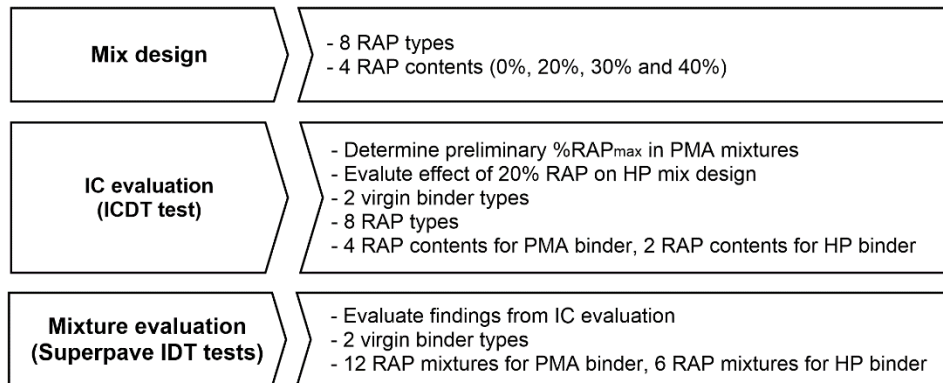 Mix design
- 8 RAP types
- 4 RAP contents (0%, 20%, 30% and 40%)
IC evaluation
(ICDT test)
- Determine preliminary %RAPmax in PMA mixtures
- Evalute effect of 20% RAP on HP mix design
- 2 virgin binder types
- 8 RAP types
- 4 RAP contents for PMA binder, 2 RAP contents for HP binder
Mixture evaluation
(Superpave IDT tests)
- Evaluate findings from IC evaluation
- 2 virgin binder types
- 12 RAP mixtures for PMA binder, 6 RAP mixtures for HP binder